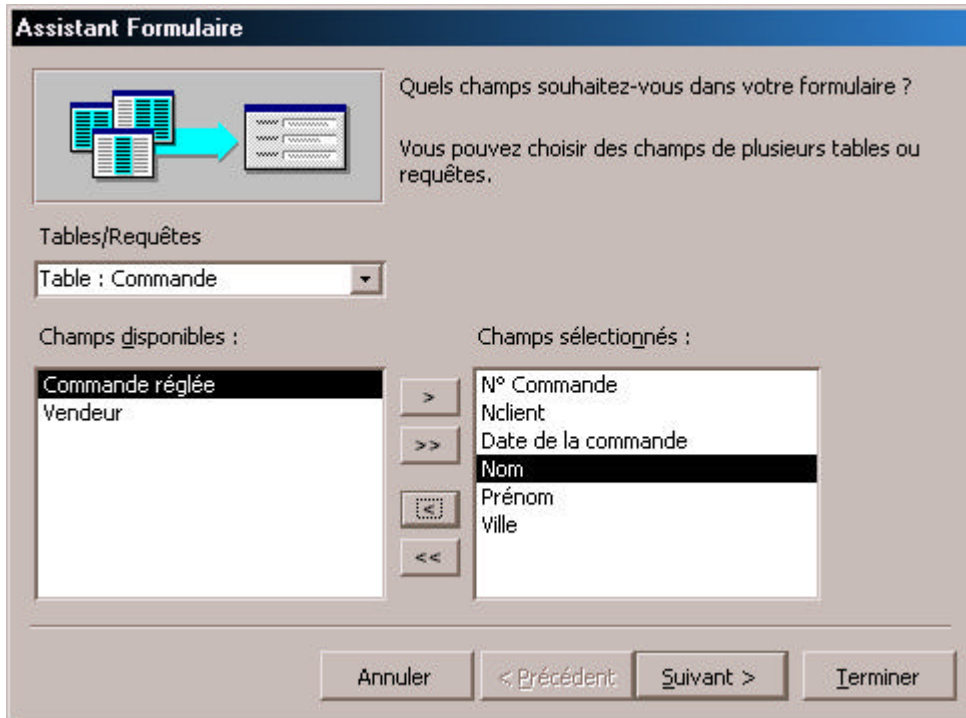 Assistant Formulaire
Quels champs souhaitez-vous dans votre formulaire ?
Vous pouvez choisir des champs de plusieurs tables ou
requêtes.
Tables/Requêtes
Table : Commande
Champs disponibles :
Commande réglée
Vendeur
>
>>
<
<<
Champs sélectionnés :
N° Commande
Nclient
Date de la commande
Nom
Prénom
Ville
Annuler
< Précédent
Suivant >
Terminer